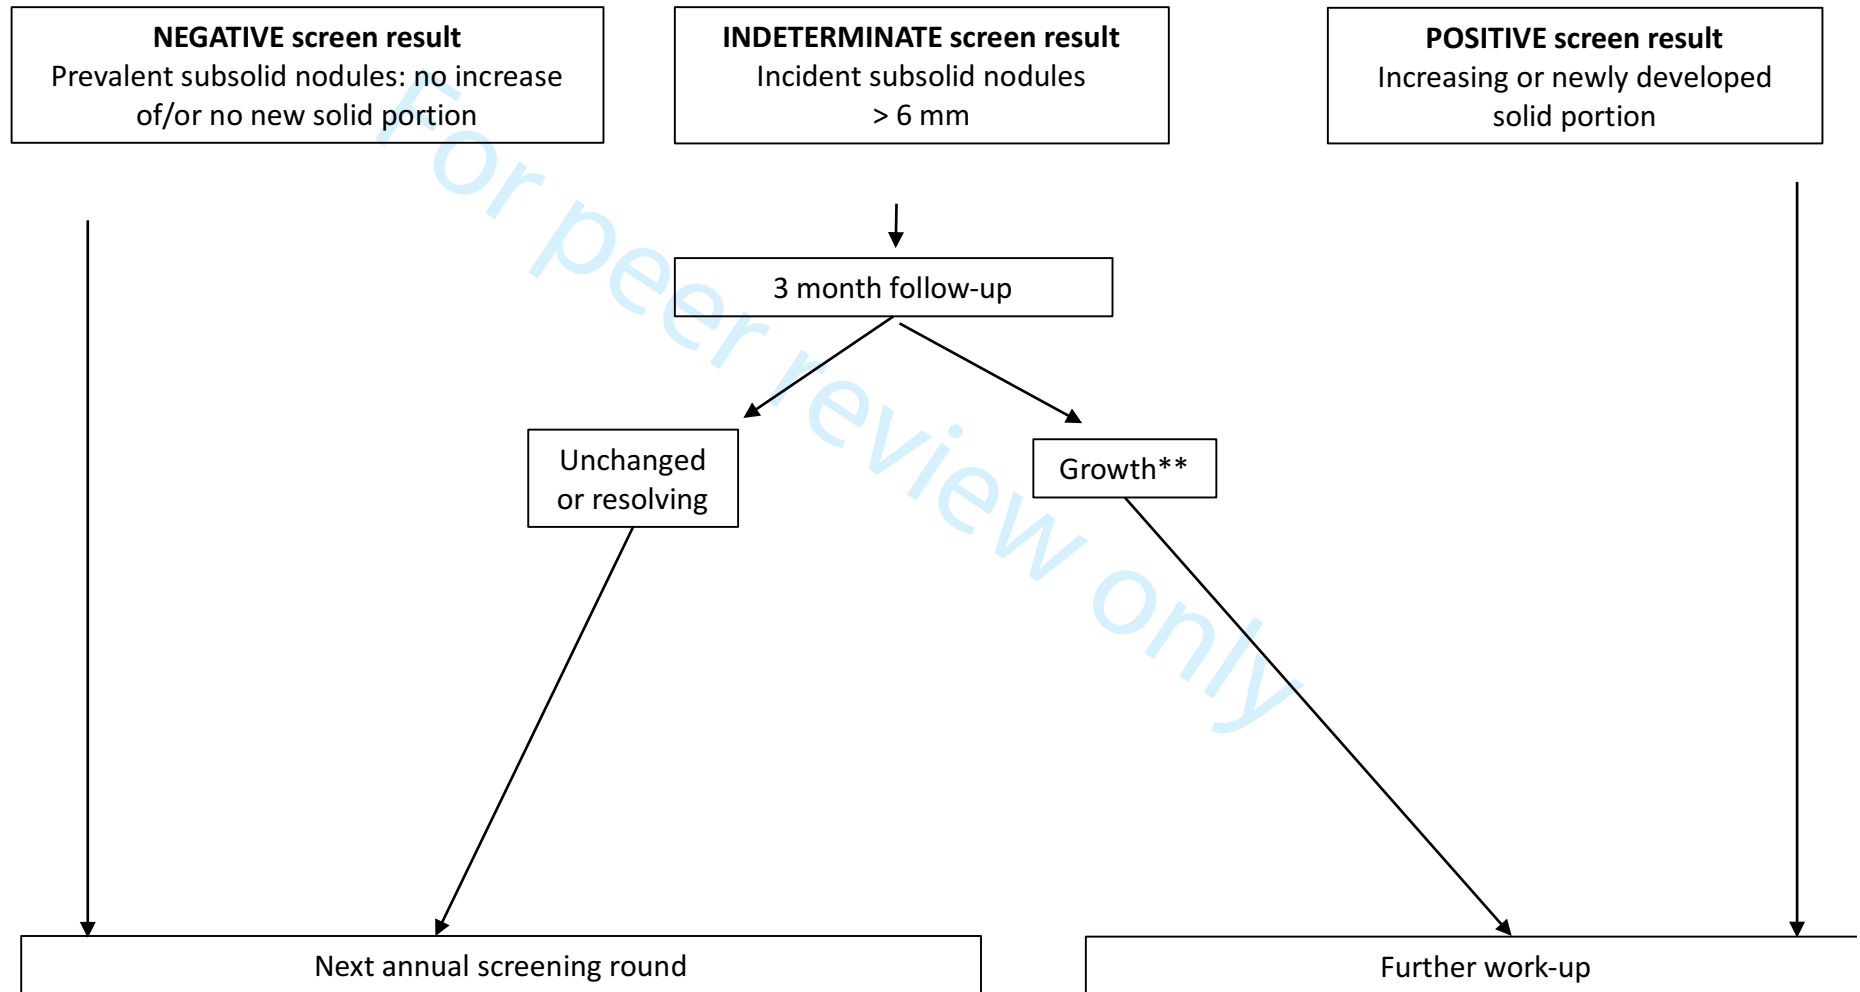 NEGATIVE screen result
Prevalent subsolid nodules: no increase
of/or no new solid portion
INDETERMINATE screen result
Incident subsolid nodules
> 6 mm
POSITIVE screen result
Increasing or newly developed
solid portion
For peer review only
3 month follow-up
Unchanged
or resolving
Growth**
Next annual screening round
Further work-up